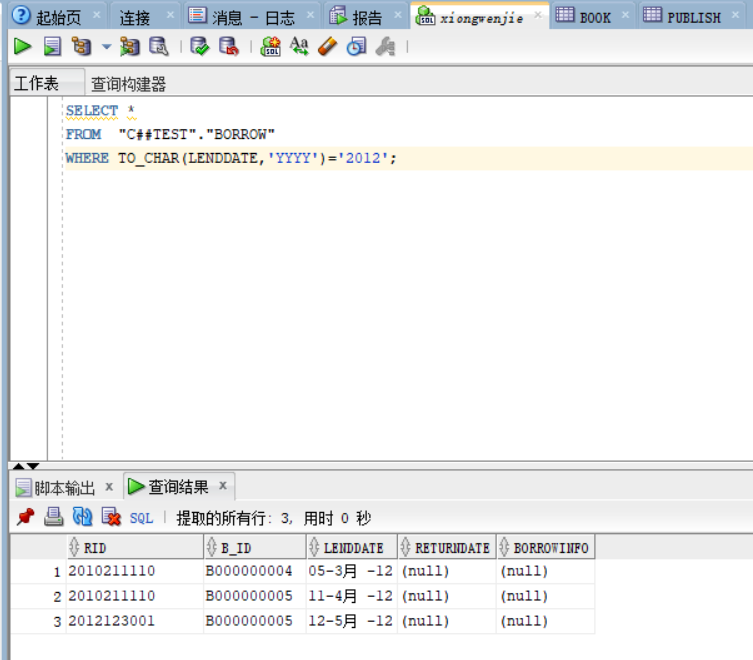 起始页 连接 消息 - 日志 报告 xiongwenjie BOOK PUBLISH
工作表 查询构建器
SELECT *
FROM "C##TEST"."BORROW"
WHERE TO_CHAR(LENDDATE,'YYYY')='2012';
脚本输出 x 查询结果 x
SQL | 提取的所有行: 3, 用时 0 秒
RID B_ID LENDDATE RETURNDATE BORROWINFO
1 2010211110 B000000004 05-3月 -12 (null) (null)
2 2010211110 B000000005 11-4月 -12 (null) (null)
3 2012123001 B000000005 12-5月 -12 (null) (null)